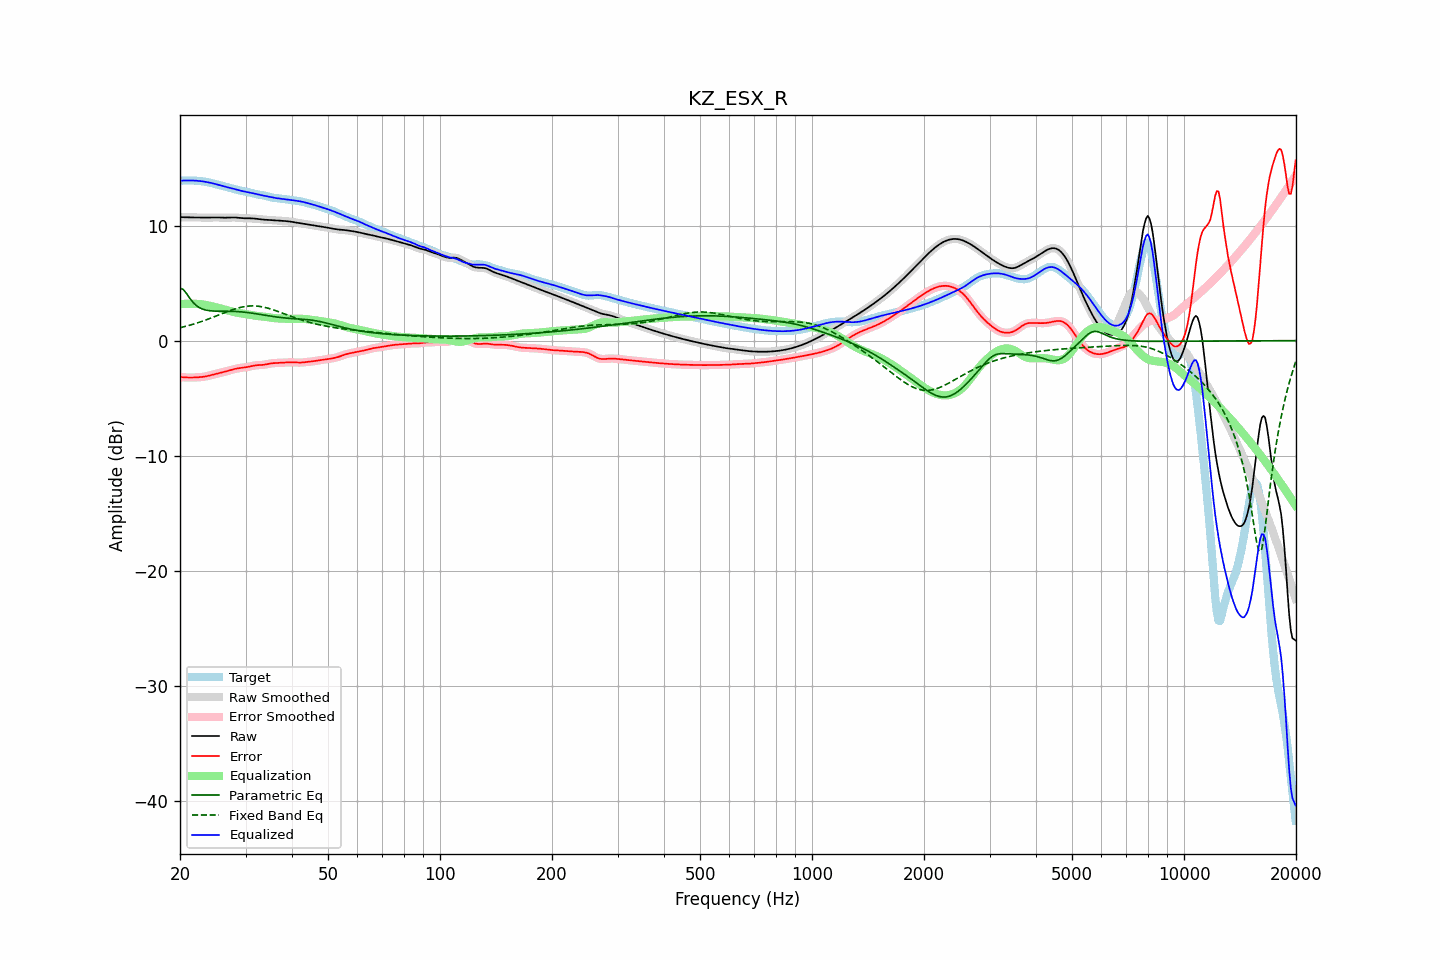 KZ_ESX_R
Amplitude (dBr)
10
0
−10
−20
−30
−40
Target
Raw Smoothed
Error Smoothed
Raw
Error
Equalization
Parametric Eq
Fixed Band Eq
Equalized
20 50 100 200 500 1000 2000 5000 10000 20000
Frequency (Hz)